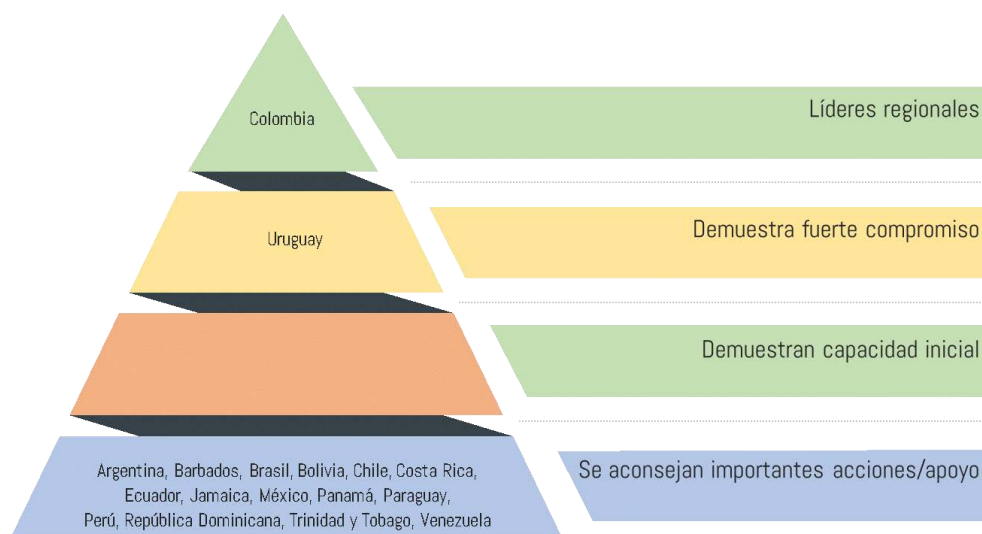 Colombia
Líderes regionales
Uruguay
Demuestra fuerte compromiso
Demuestran capacidad inicial
Argentina, Barbados, Brasil, Bolivia, Chile, Costa Rica,
Ecuador, Jamaica, México, Panamá, Paraguay,
Perú, República Dominicana, Trinidad y Tobago, Venezuela
Se aconsejan importantes acciones/apoyo